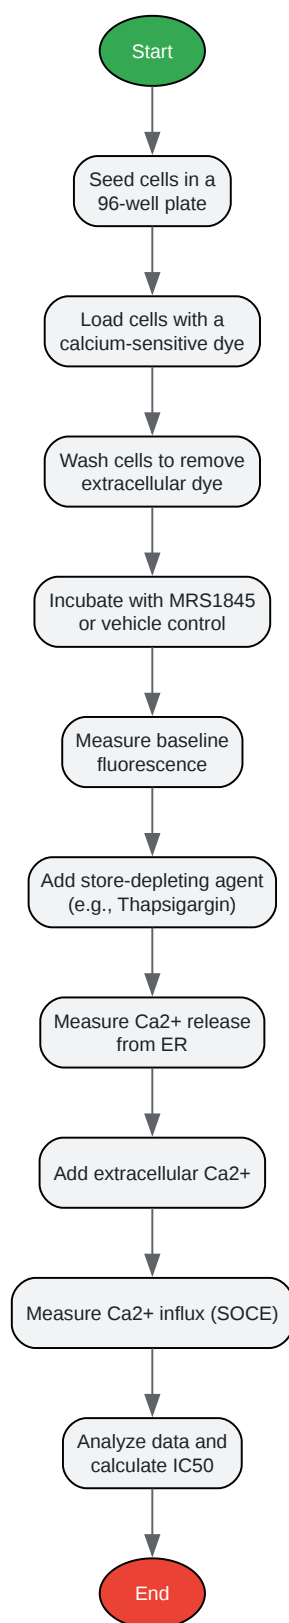 Start
Seed cells in a
96-well plate
Load cells with a
calcium-sensitive dye
Wash cells to remove
extracellular dye
Incubate with MRS1845
or vehicle control
Measure baseline
fluorescence
Add store-depleting agent
(e.g., Thapsigargin)
Measure Ca2+ release
from ER
Add extracellular Ca2+
Measure Ca2+ influx (SOCE)
Analyze data and
calculate IC50
End